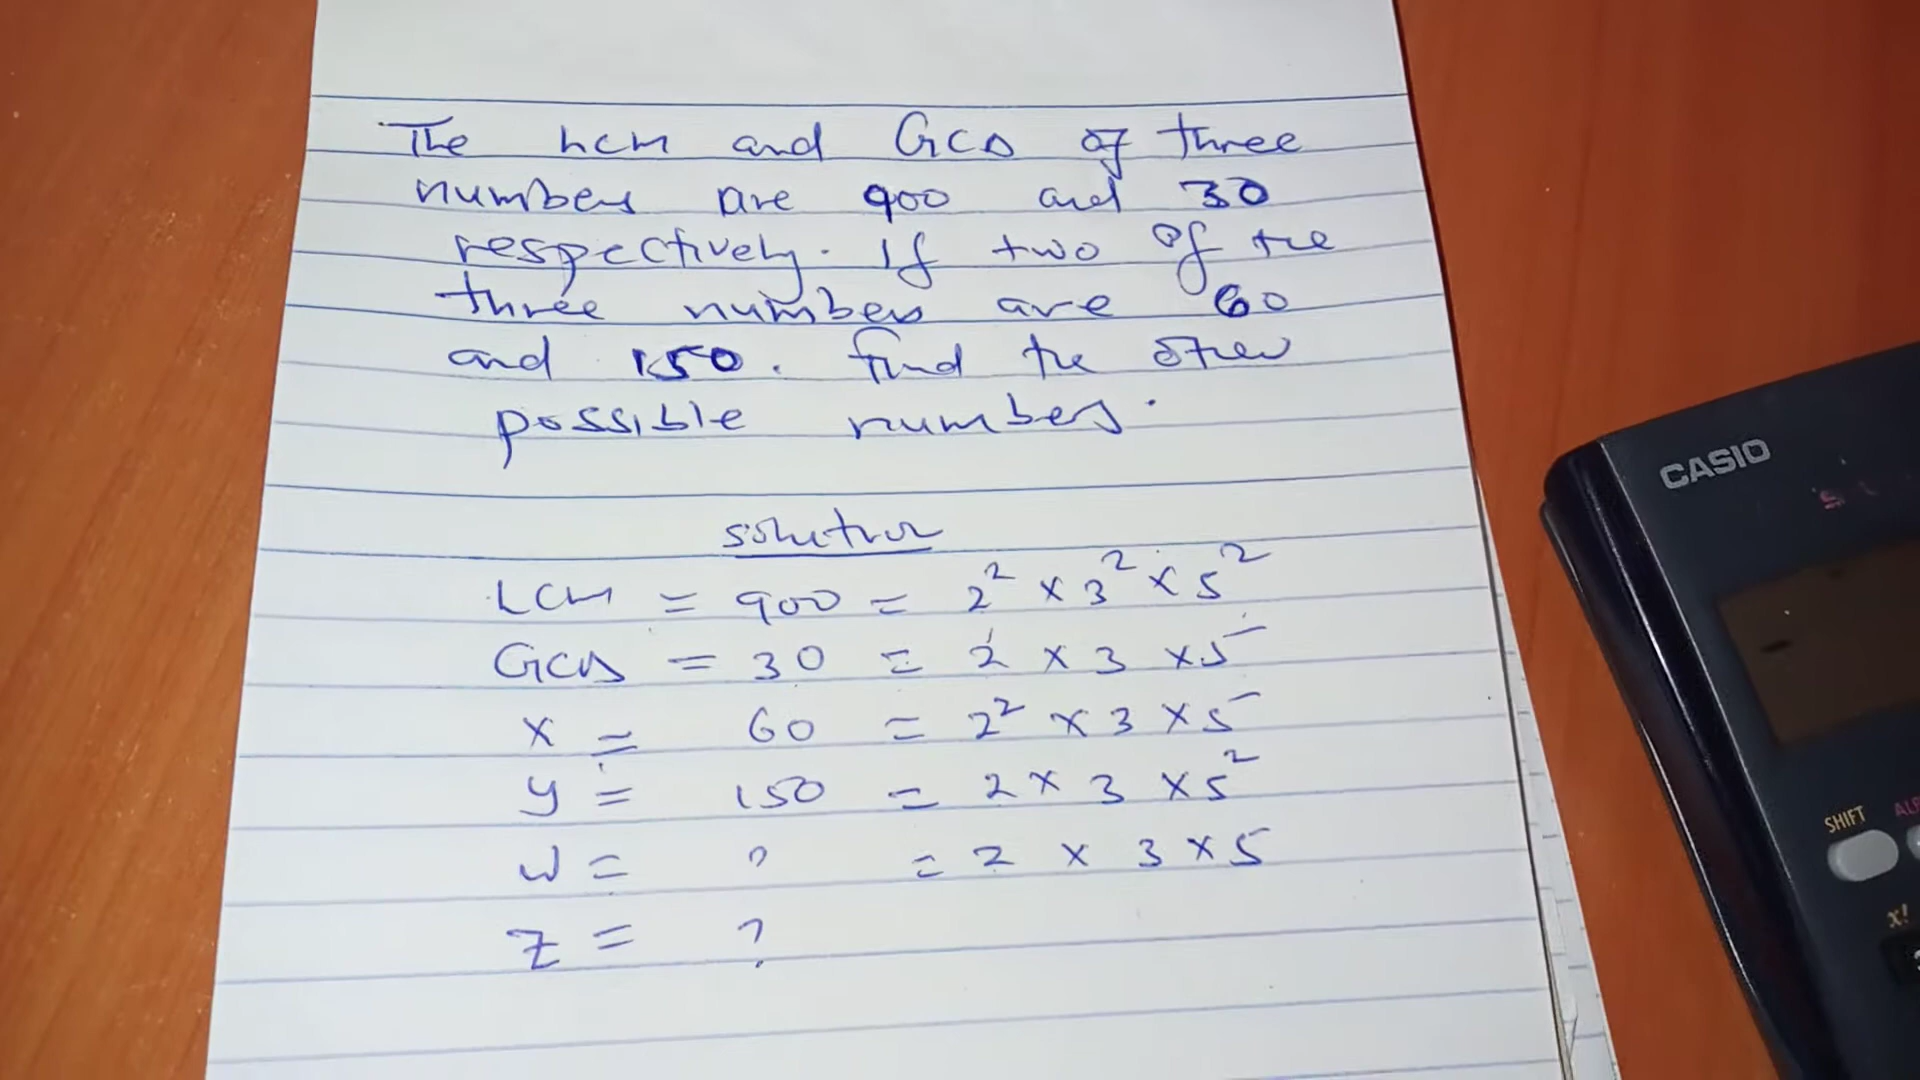 The LCM and GCD of three
numbers are 900 and 30
respectively. If two of the
three numbers are 60
and 150. find the other
possible numbers.
solution
LCM = 900 = 2² × 3² × 5²
GCD = 30 = 2 × 3 × 5
x = 60 = 2² × 3 × 5
y = 150 = 2 × 3 × 5²
w = ? = 2 × 3 × 5
z = ?
CASIO
SHIFT
x!